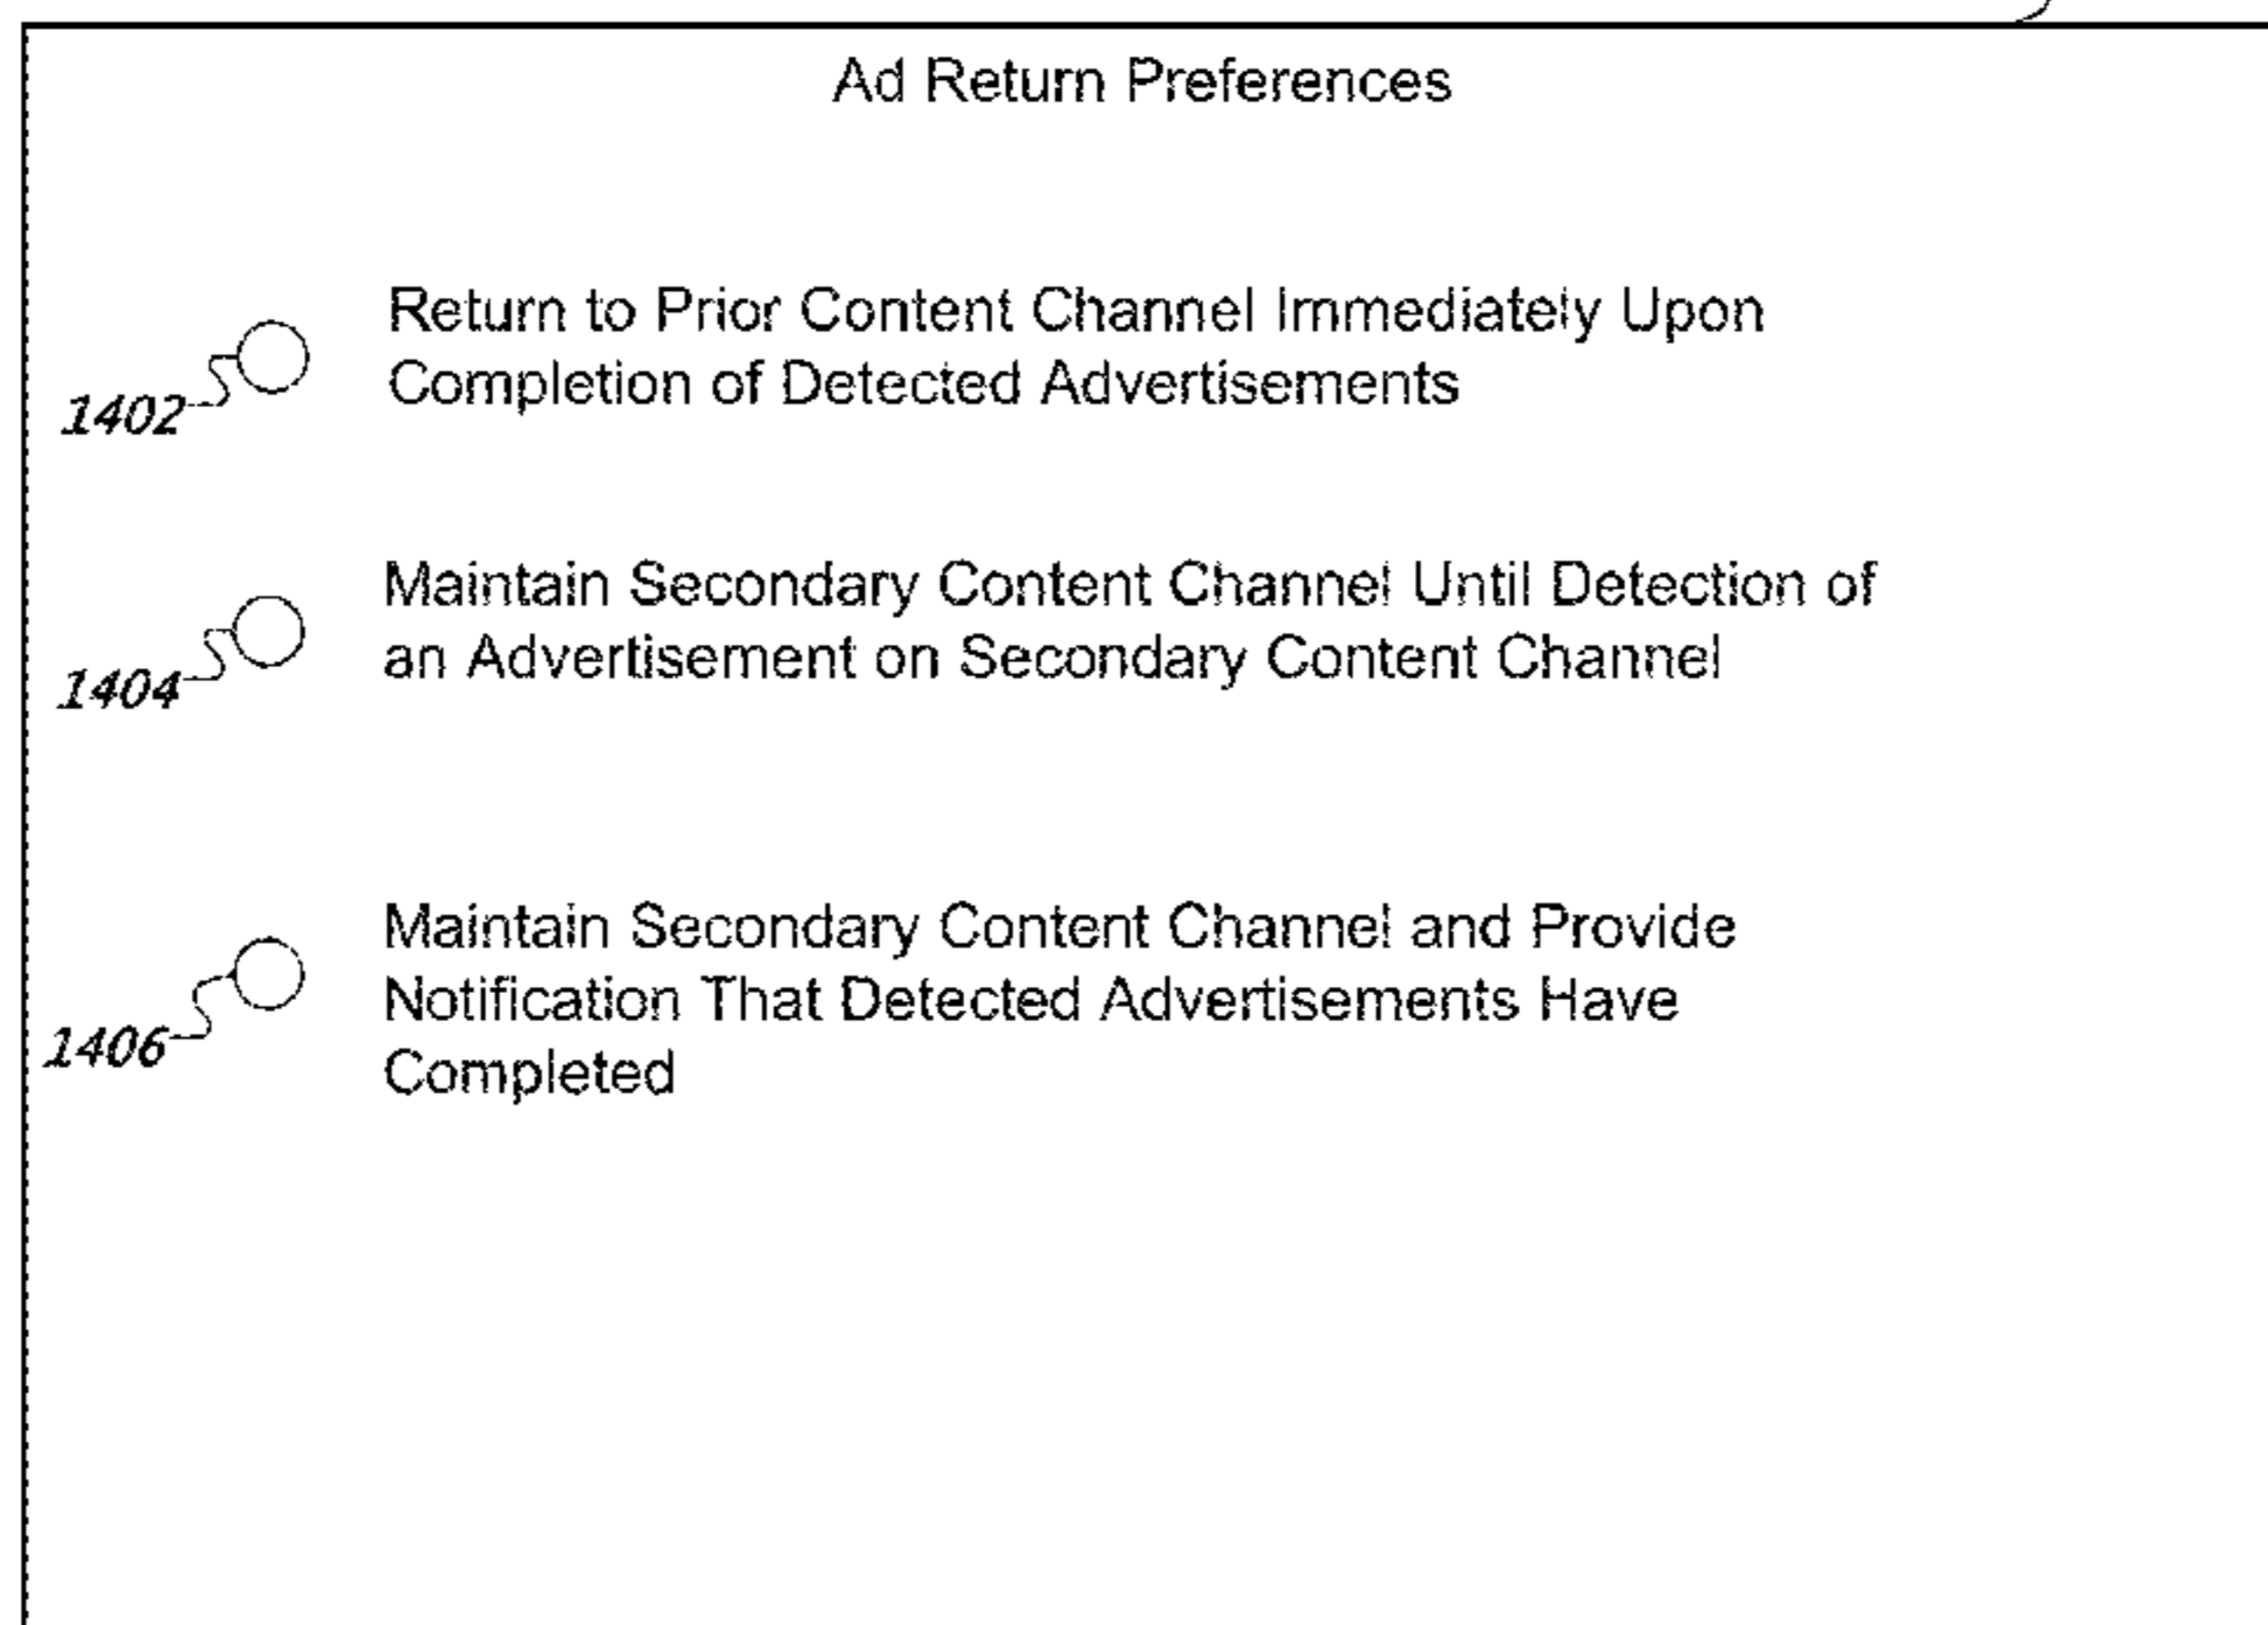 Ad Return Preferences
Return to Prior Content Channel Immediately Upon
Completion of Detected Advertisements
1402
Maintain Secondary Content Channel Until Detection of
an Advertisement on Secondary Content Channel
1404
Maintain Secondary Content Channel and Provide
Notification That Detected Advertisements Have
Completed
1406